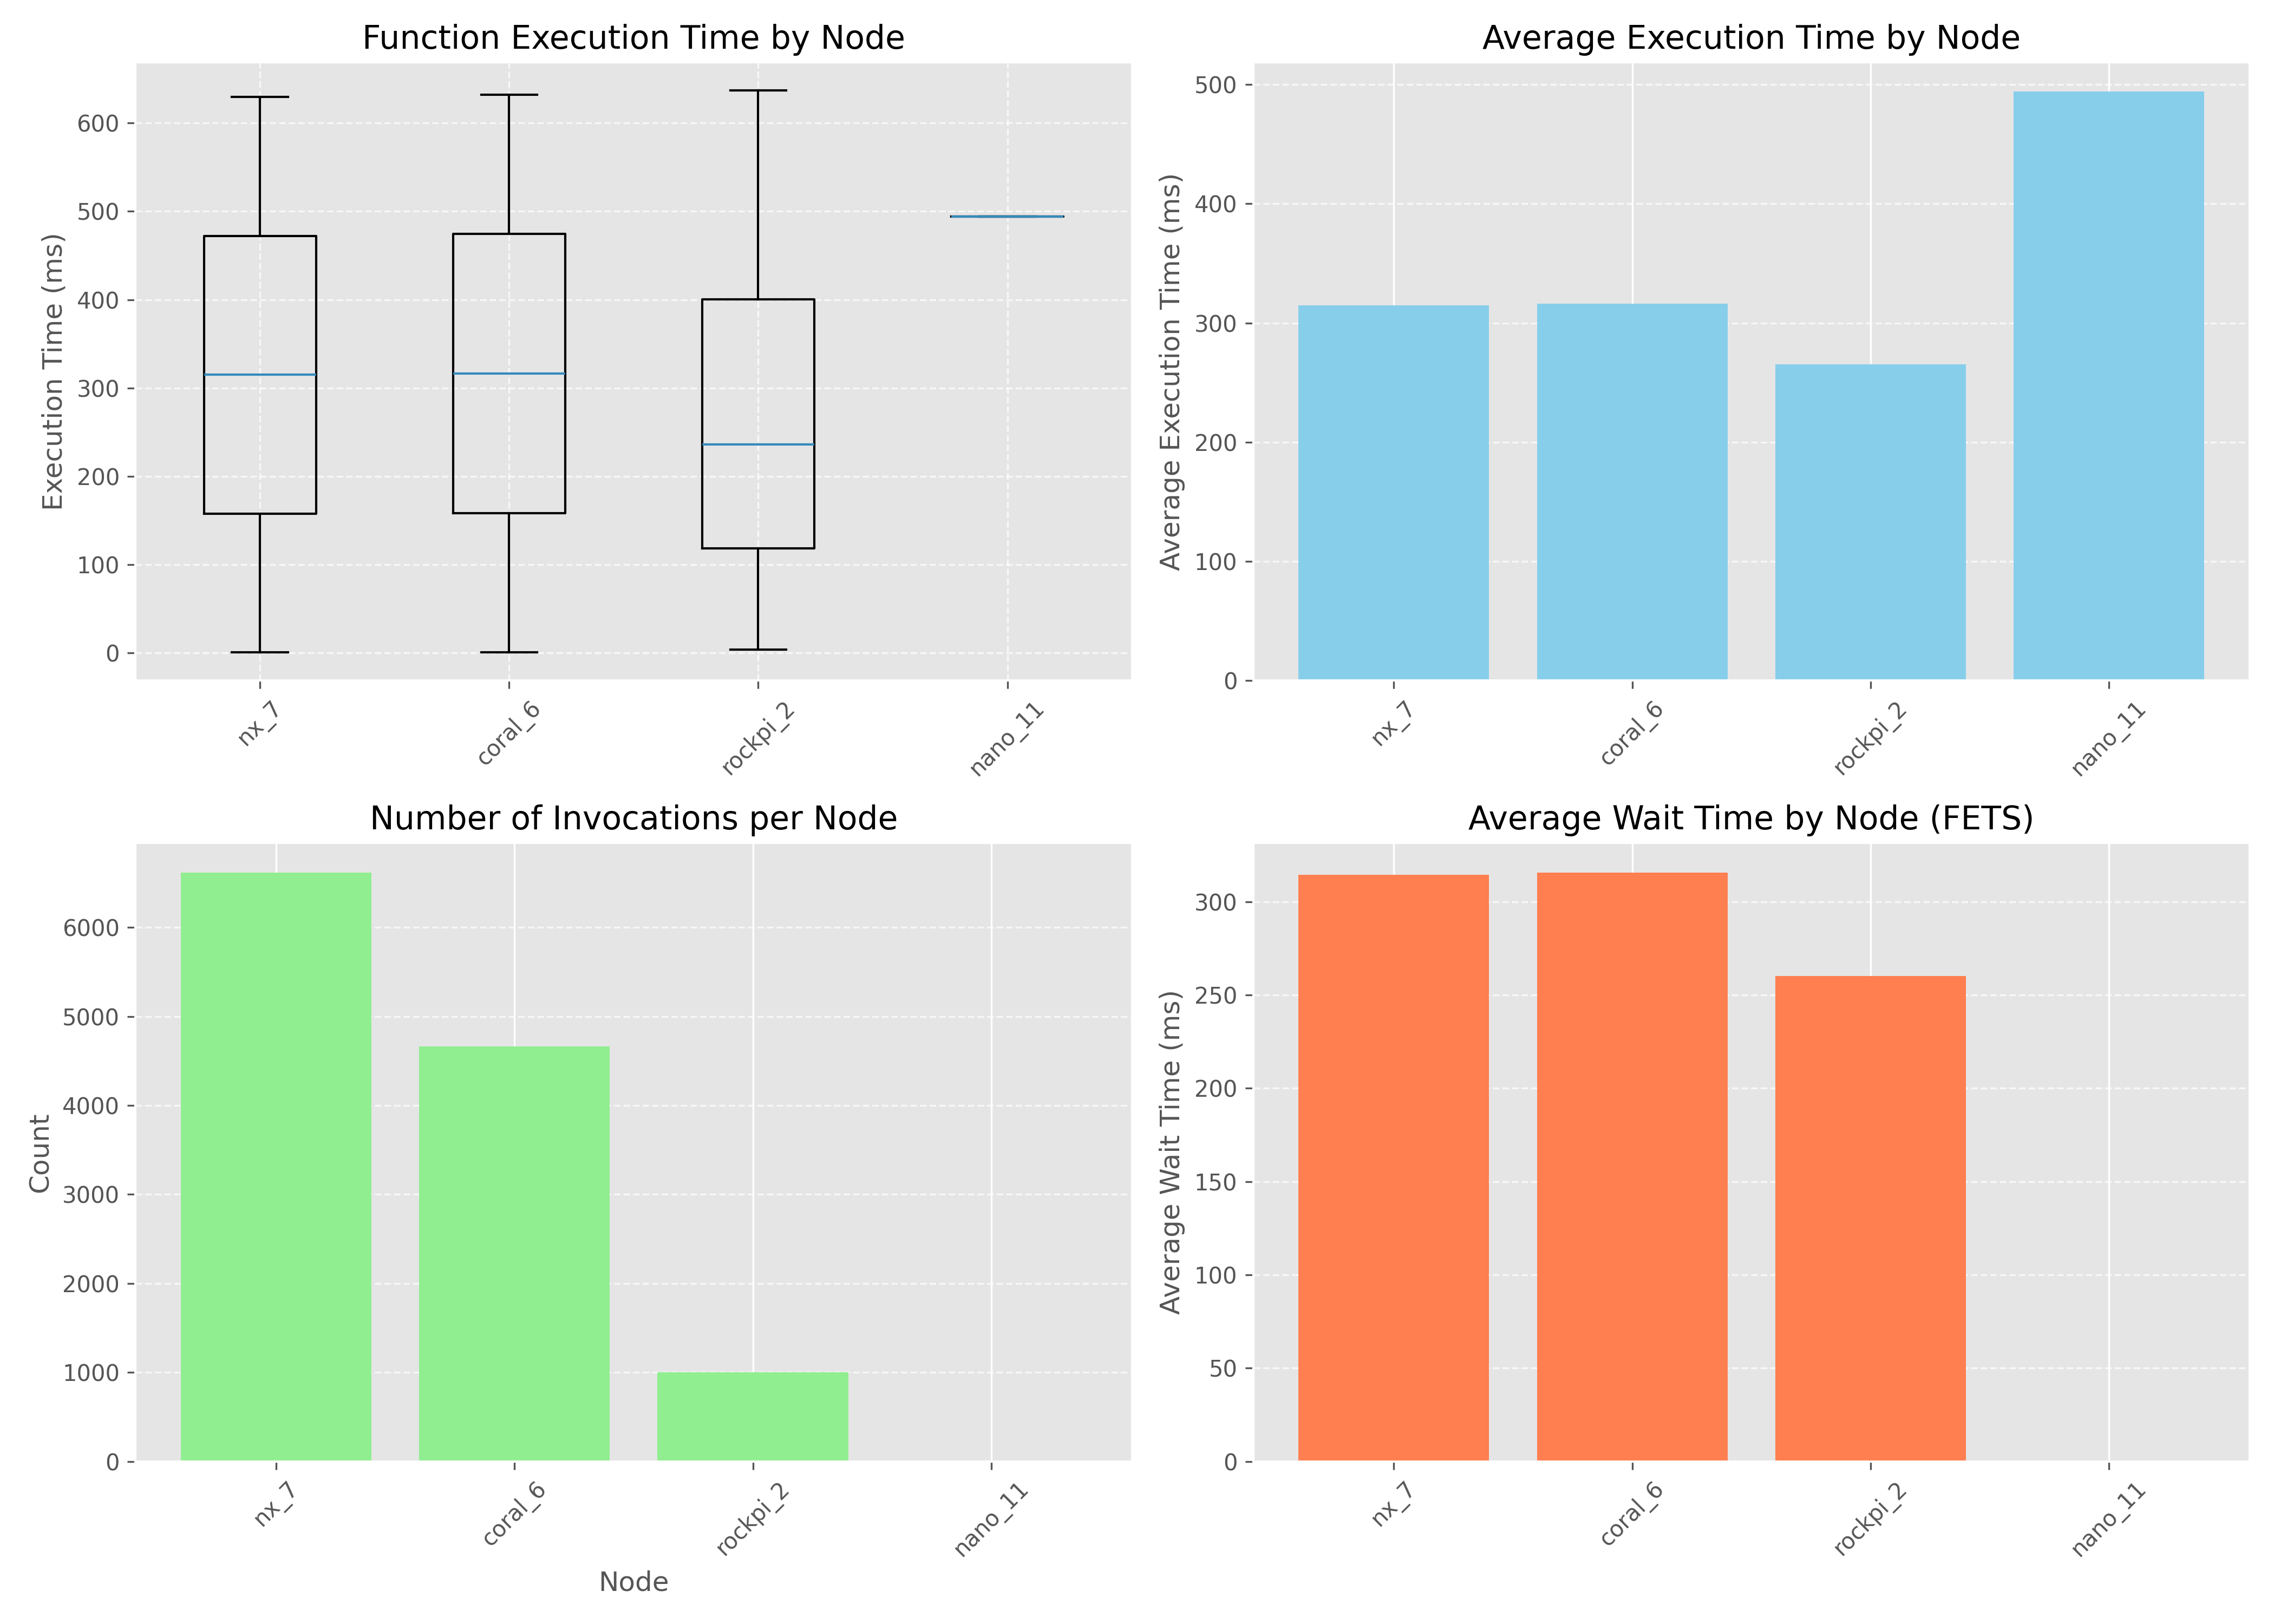 Function Execution Time by Node
Execution Time (ms)
600
500
400
300
200
100
0
nx_7
coral_6
rockpi_2
nano_11
Average Execution Time by Node
Average Execution Time (ms)
500
400
300
200
100
0
nx_7
coral_6
rockpi_2
nano_11
Number of Invocations per Node
Count
6000
5000
4000
3000
2000
1000
0
nx_7
coral_6
rockpi_2
nano_11
Node
Average Wait Time by Node (FETS)
Average Wait Time (ms)
300
250
200
150
100
50
0
nx_7
coral_6
rockpi_2
nano_11